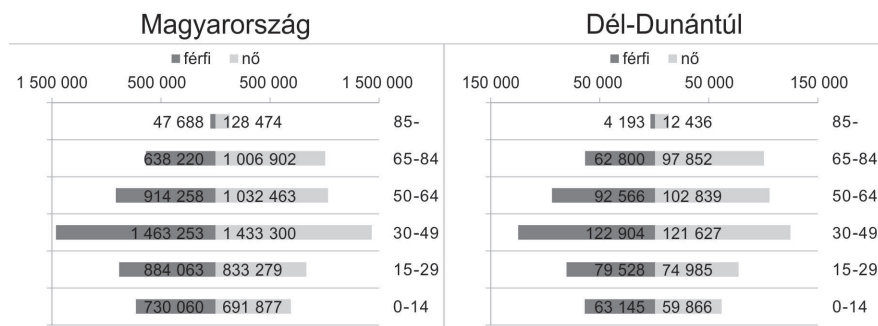 Magyarország
férfi nő
1 500 000 500 000 500 000 1 500 000
47 688 128 474 85-
638 220 1 006 902 65-84
914 258 1 032 463 50-64
1 463 253 1 433 300 30-49
884 063 833 279 15-29
730 060 691 877 0-14
Dél-Dunántúl
férfi nő
150 000 50 000 50 000 150 000
4 193 12 436 85-
62 800 97 852 65-84
92 566 102 839 50-64
122 904 121 627 30-49
79 528 74 985 15-29
63 145 59 866 0-14